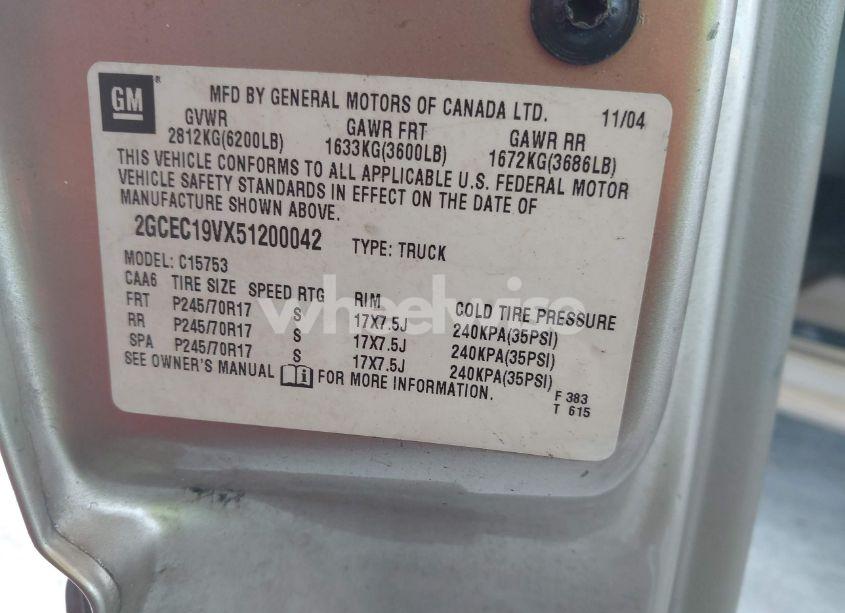 GM ®
MFD BY GENERAL MOTORS OF CANADA LTD. 11/04
GVWR GAWR FRT GAWR RR
2812KG(6200LB) 1633KG(3600LB) 1672KG(3686LB)
THIS VEHICLE CONFORMS TO ALL APPLICABLE U.S. FEDERAL MOTOR
VEHICLE SAFETY STANDARDS IN EFFECT ON THE DATE OF
MANUFACTURE SHOWN ABOVE.
2GCEC19VX51200042 TYPE: TRUCK
MODEL: C15753
CAA6 TIRE SIZE SPEED RTG RIM COLD TIRE PRESSURE
FRT P245/70R17 S 17X7.5J 240KPA(35PSI)
RR P245/70R17 S 17X7.5J 240KPA(35PSI)
SPA P245/70R17 S 17X7.5J 240KPA(35PSI)
SEE OWNER'S MANUAL FOR MORE INFORMATION.
F 383
T 615
wheelwise